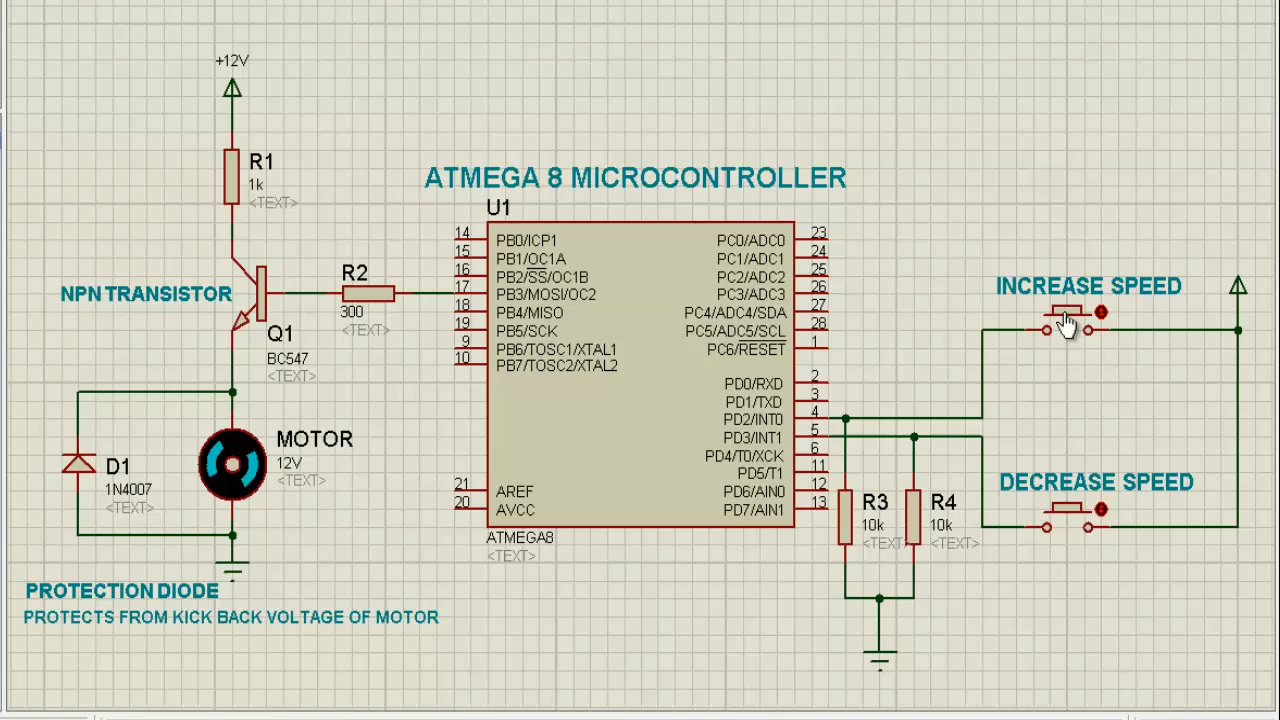 +12V
R1
1k
<TEXT>
NPN TRANSISTOR
Q1
BC547
<TEXT>
R2
300
<TEXT>
MOTOR
12V
<TEXT>
D1
1N4007
<TEXT>
PROTECTION DIODE
PROTECTS FROM KICK BACK VOLTAGE OF MOTOR
ATMEGA 8 MICROCONTROLLER
U1
14 PB0/ICP1
15 PB1/OC1A
16 PB2/SS/OC1B
17 PB3/MOSI/OC2
18 PB4/MISO
19 PB5/SCK
9 PB6/TOSC1/XTAL1
10 PB7/TOSC2/XTAL2
21 AREF
20 AVCC
PC0/ADC0 23
PC1/ADC1 24
PC2/ADC2 25
PC3/ADC3 26
PC4/ADC4/SDA 27
PC5/ADC5/SCL 28
PC6/RESET 1
PD0/RXD 2
PD1/TXD 3
PD2/INT0 4
PD3/INT1 5
PD4/T0/XCK 6
PD5/T1 11
PD6/AIN0 12
PD7/AIN1 13
ATMEGA8
<TEXT>
R3
10k
<TEXT>
R4
10k
<TEXT>
INCREASE SPEED
DECREASE SPEED